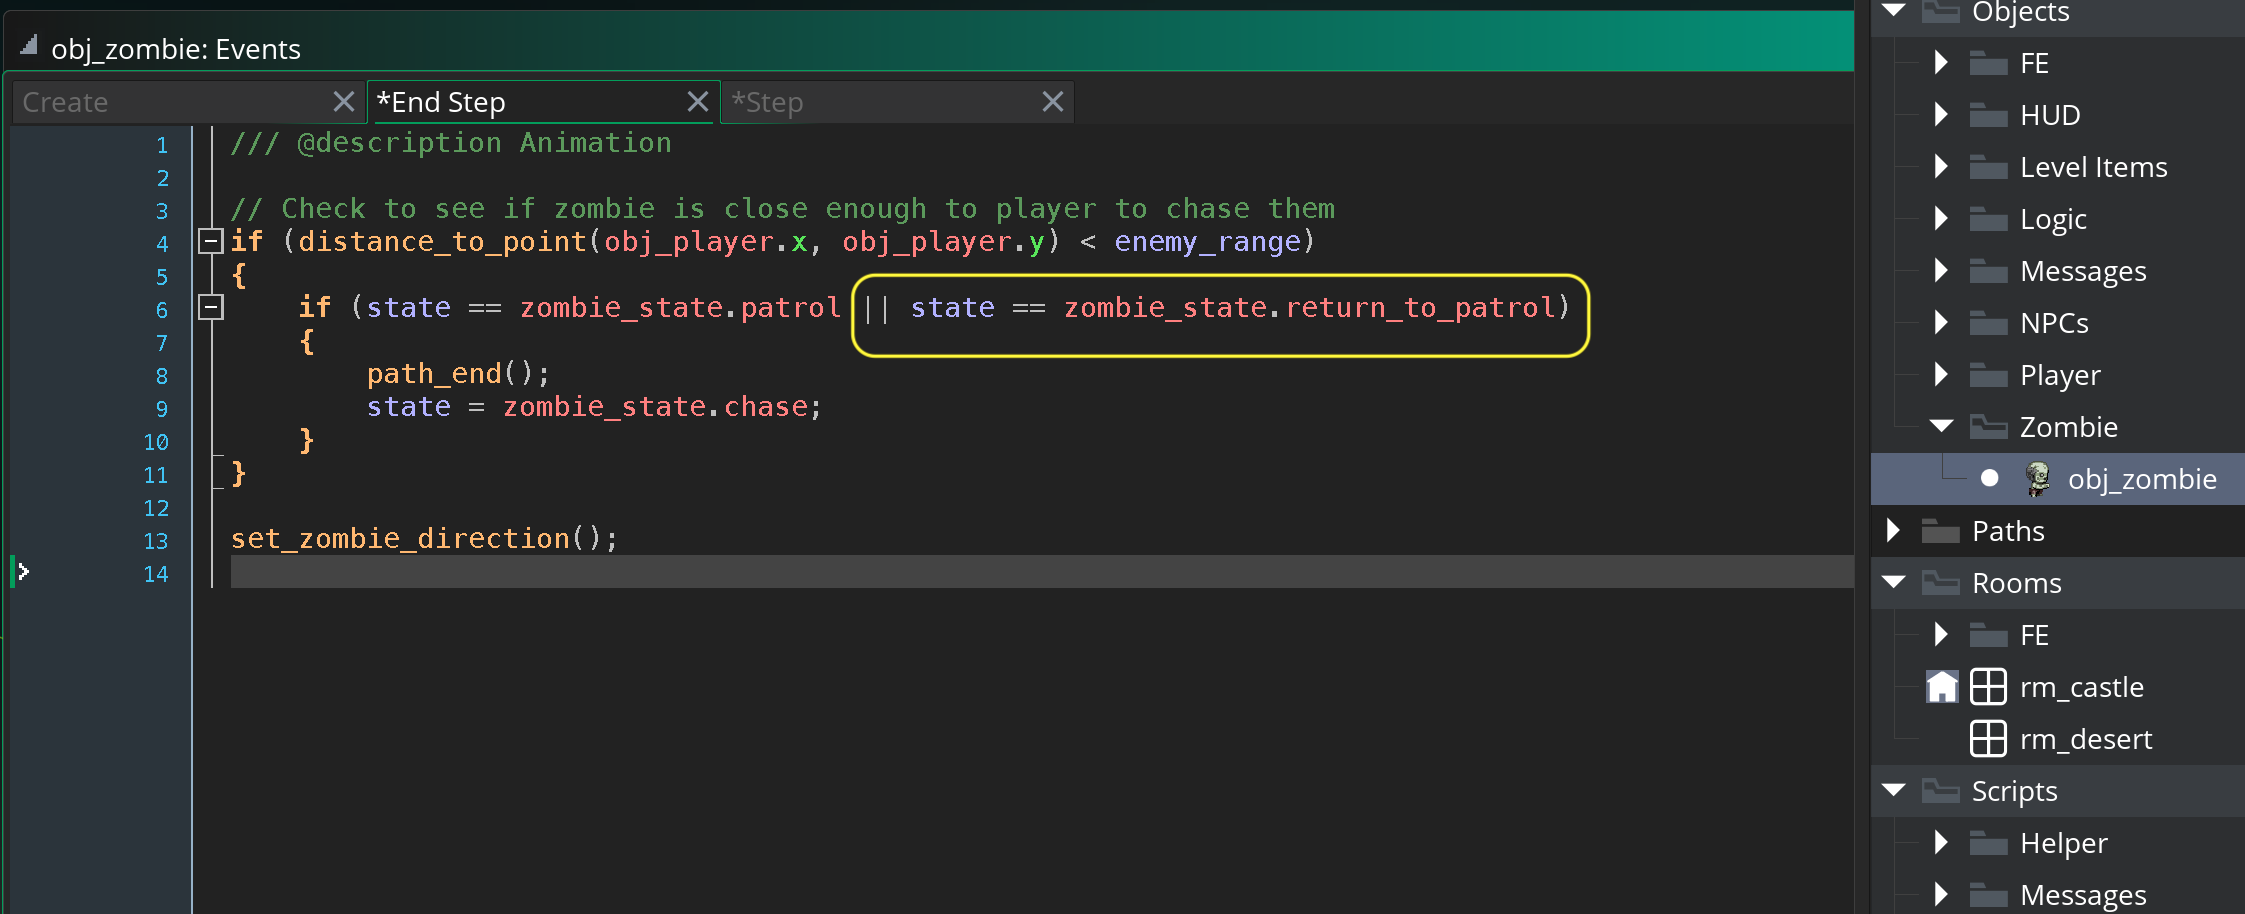 obj_zombie: Events
Create
*End Step
*Step
1 /// @description Animation
2
3 // Check to see if zombie is close enough to player to chase them
4 if (distance_to_point(obj_player.x, obj_player.y) < enemy_range)
5 {
6 if (state == zombie_state.patrol || state == zombie_state.return_to_patrol)
7 {
8 path_end();
9 state = zombie_state.chase;
10 }
11 }
12
13 set_zombie_direction();
14
Objects
FE
HUD
Level Items
Logic
Messages
NPCs
Player
Zombie
obj_zombie
Paths
Rooms
FE
rm_castle
rm_desert
Scripts
Helper
Messages